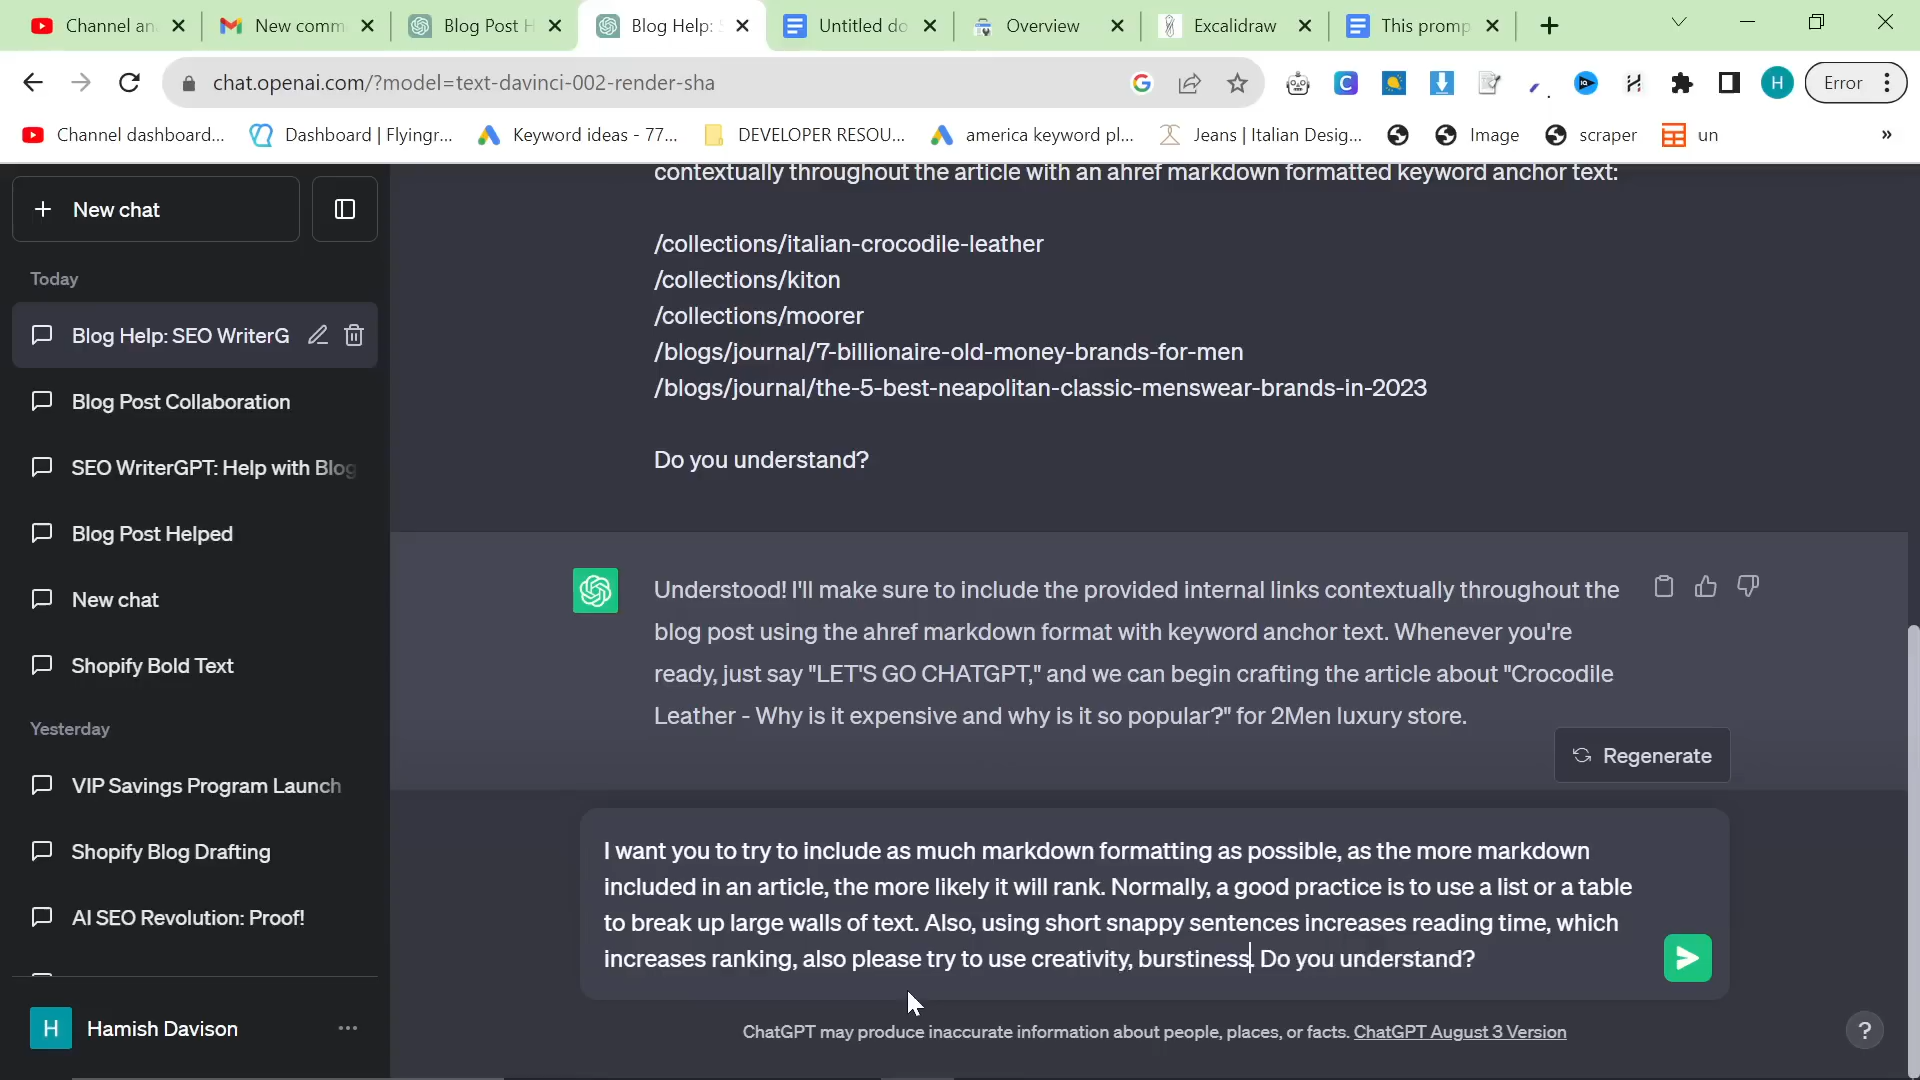 Channel an
New comm
Blog Post H
Blog Help:
Untitled do
Overview
Excalidraw
This promp
chat.openai.com/?model=text-davinci-002-render-sha
H
Error
Channel dashboard...
Dashboard | Flyingr...
Keyword ideas - 77...
DEVELOPER RESOU...
america keyword pl...
Jeans | Italian Desig...
Image
scraper
un
»
New chat
Today
Blog Help: SEO WriterG
Blog Post Collaboration
SEO WriterGPT: Help with Blog
Blog Post Helped
New chat
Shopify Bold Text
Yesterday
VIP Savings Program Launch
Shopify Blog Drafting
AI SEO Revolution: Proof!
H
Hamish Davison
contextually throughout the article with an ahref markdown formatted keyword anchor text:
/collections/italian-crocodile-leather
/collections/kiton
/collections/moorer
/blogs/journal/7-billionaire-old-money-brands-for-men
/blogs/journal/the-5-best-neapolitan-classic-menswear-brands-in-2023
Do you understand?
Understood! I'll make sure to include the provided internal links contextually throughout the
blog post using the ahref markdown format with keyword anchor text. Whenever you're
ready, just say "LET'S GO CHATGPT," and we can begin crafting the article about "Crocodile
Leather - Why is it expensive and why is it so popular?" for 2Men luxury store.
Regenerate
I want you to try to include as much markdown formatting as possible, as the more markdown
included in an article, the more likely it will rank. Normally, a good practice is to use a list or a table
to break up large walls of text. Also, using short snappy sentences increases reading time, which
increases ranking, also please try to use creativity, burstiness. Do you understand?
ChatGPT may produce inaccurate information about people, places, or facts. ChatGPT August 3 Version
?